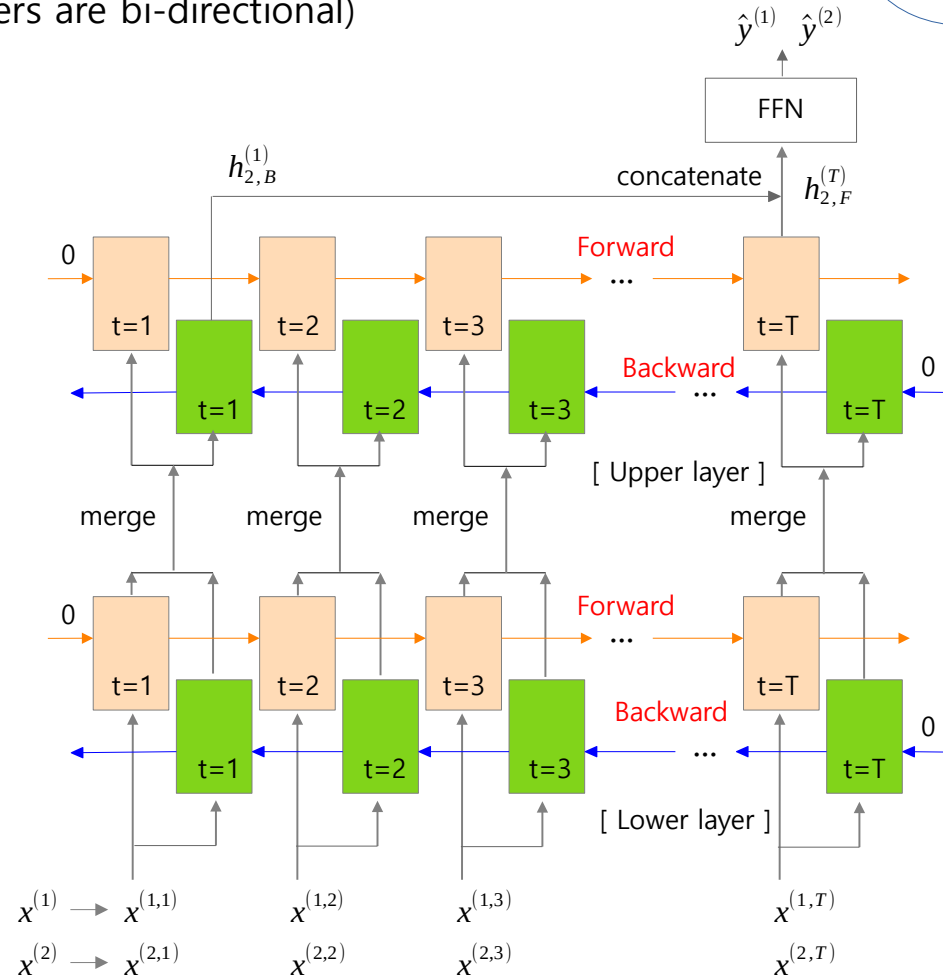 ers are bi-directional)
ŷ^(1) ŷ^(2)
FFN
h_{2,B}^(1)
concatenate
h_{2,F}^(T)
0
Forward
...
t=1 t=2 t=3 t=T
Backward
...
0
t=1 t=2 t=3 t=T
[ Upper layer ]
merge merge merge merge
0
Forward
...
t=1 t=2 t=3 t=T
Backward
...
0
t=1 t=2 t=3 t=T
[ Lower layer ]
x^(1) → x^(1,1) x^(1,2) x^(1,3) x^(1,T)
x^(2) → x^(2,1) x^(2,2) x^(2,3) x^(2,T)